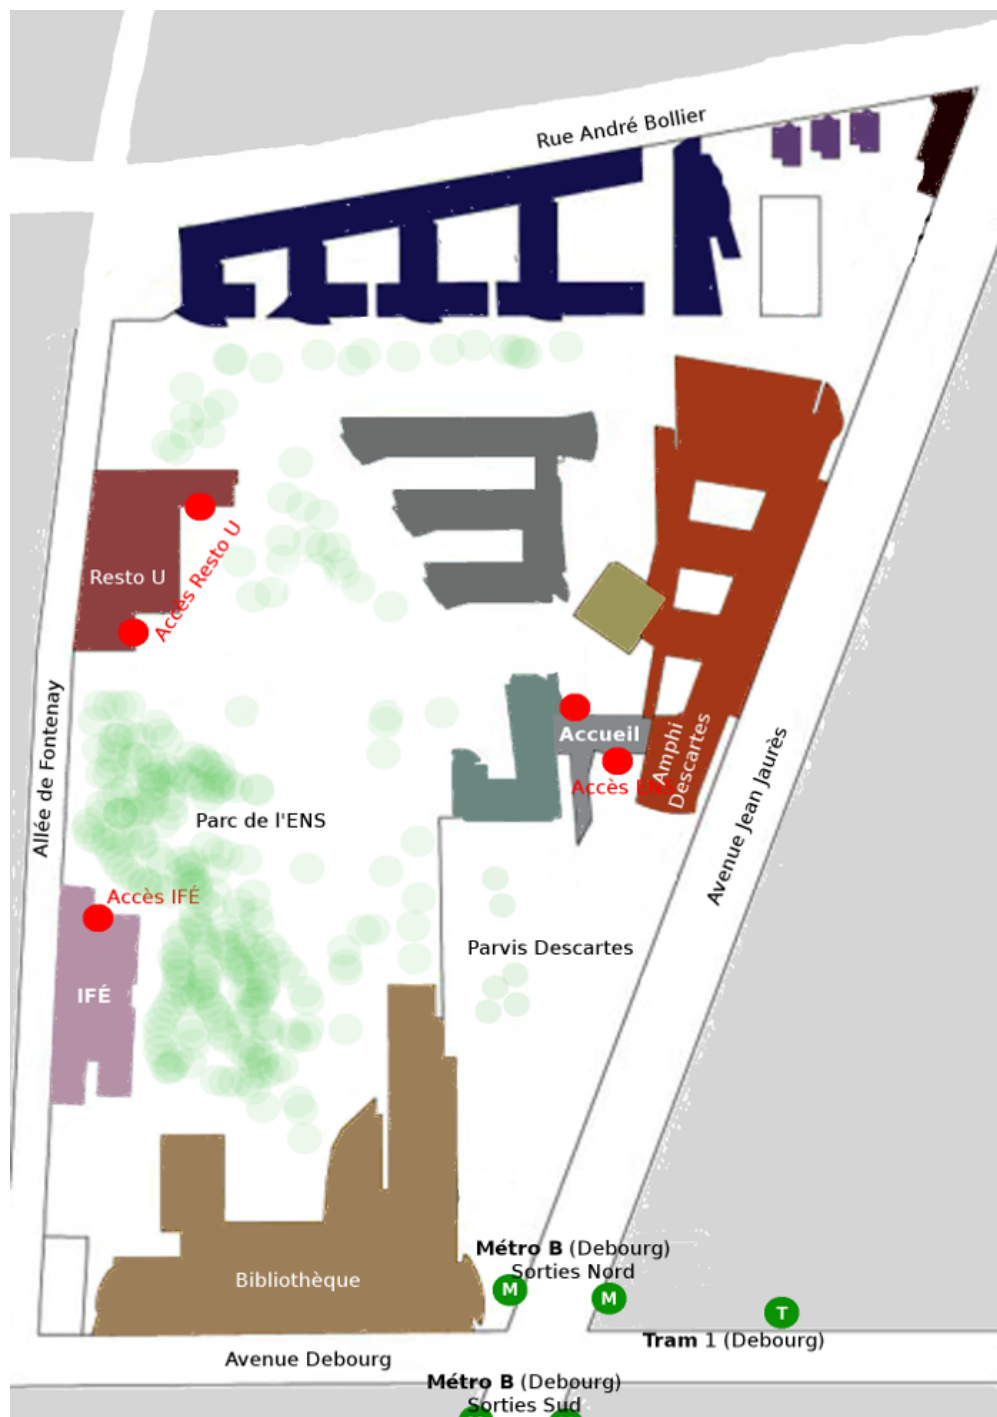 Rue André Bollier
Resto U
Accès Resto U
Allée de Fontenay
Accueil
Amphi
Descartes
Accès ENS
Avenue Jean Jaurès
Parc de l'ENS
Accès IFÉ
Parvis Descartes
IFÉ
Métro B (Debourg)
Sorties Nord
Bibliothèque
M
M
T
Tram 1 (Debourg)
Avenue Debourg
Métro B (Debourg)
Sorties Sud